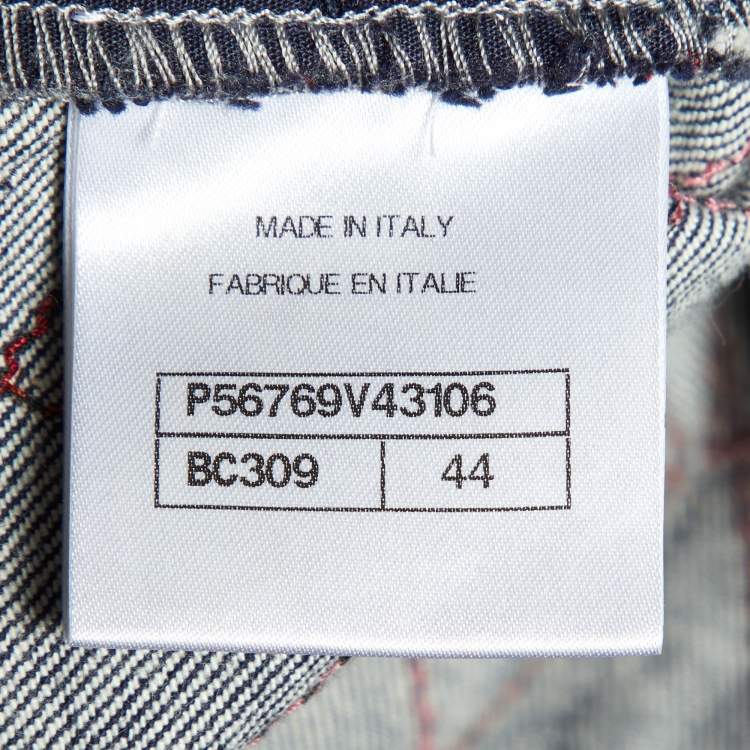 MADE IN ITALY
FABRIQUE EN ITALIE
P56769V43106
BC309 44